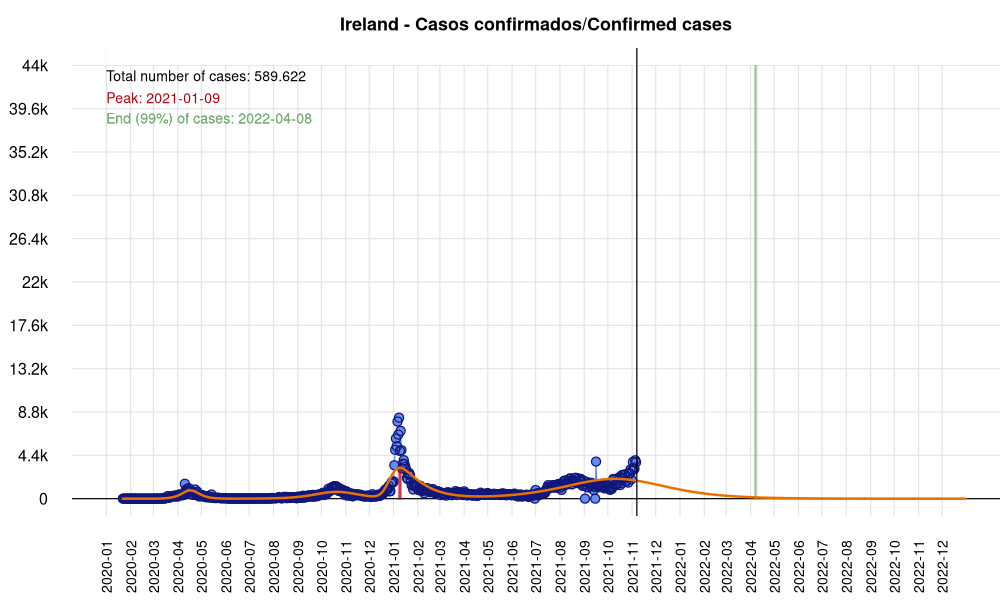 Ireland - Casos confirmados/Confirmed cases
Total number of cases: 589.622
Peak: 2021-01-09
End (99%) of cases: 2022-04-08
44k
39.6k
35.2k
30.8k
26.4k
22k
17.6k
13.2k
8.8k
4.4k
0
2020-01
2020-02
2020-03
2020-04
2020-05
2020-06
2020-07
2020-08
2020-09
2020-10
2020-11
2020-12
2021-01
2021-02
2021-03
2021-04
2021-05
2021-06
2021-07
2021-08
2021-09
2021-10
2021-11
2021-12
2022-01
2022-02
2022-03
2022-04
2022-05
2022-06
2022-07
2022-08
2022-09
2022-10
2022-11
2022-12